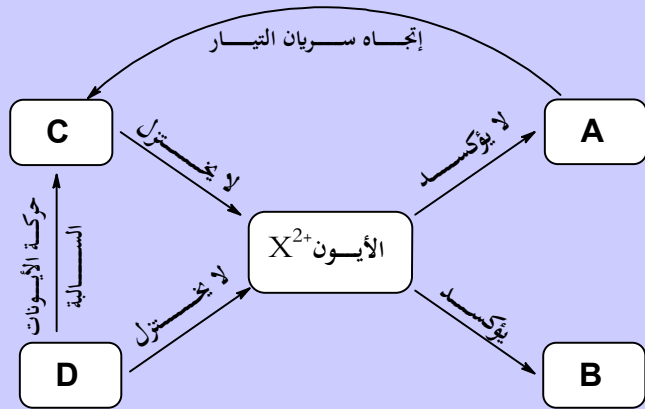 إتجاه سريان التيار
C
A
لا يختزل
لا يؤكسد
حركة الأيونات
السالبة
الأيون X²⁺
لا يختزل
يؤكسد
D
B